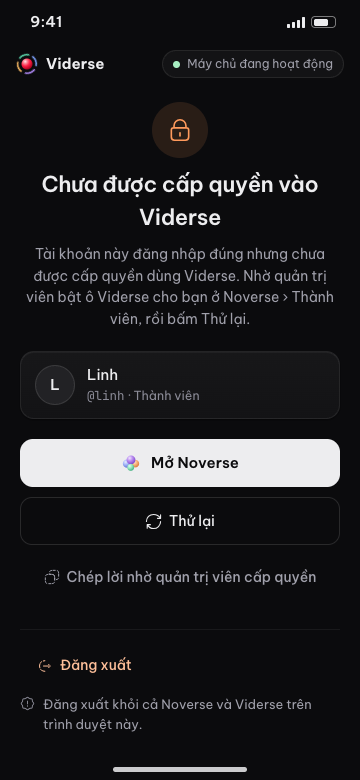 9:41
Viderse
Máy chủ đang hoạt động
Chưa được cấp quyền vào
Viderse
Tài khoản này đăng nhập đúng nhưng chưa
được cấp quyền dùng Viderse. Nhờ quản trị
viên bật ô Viderse cho bạn ở Noverse › Thành
viên, rồi bấm Thử lại.
L
Linh
@linh · Thành viên
Mở Noverse
Thử lại
Chép lời nhờ quản trị viên cấp quyền
Đăng xuất
Đăng xuất khỏi cả Noverse và Viderse trên
trình duyệt này.